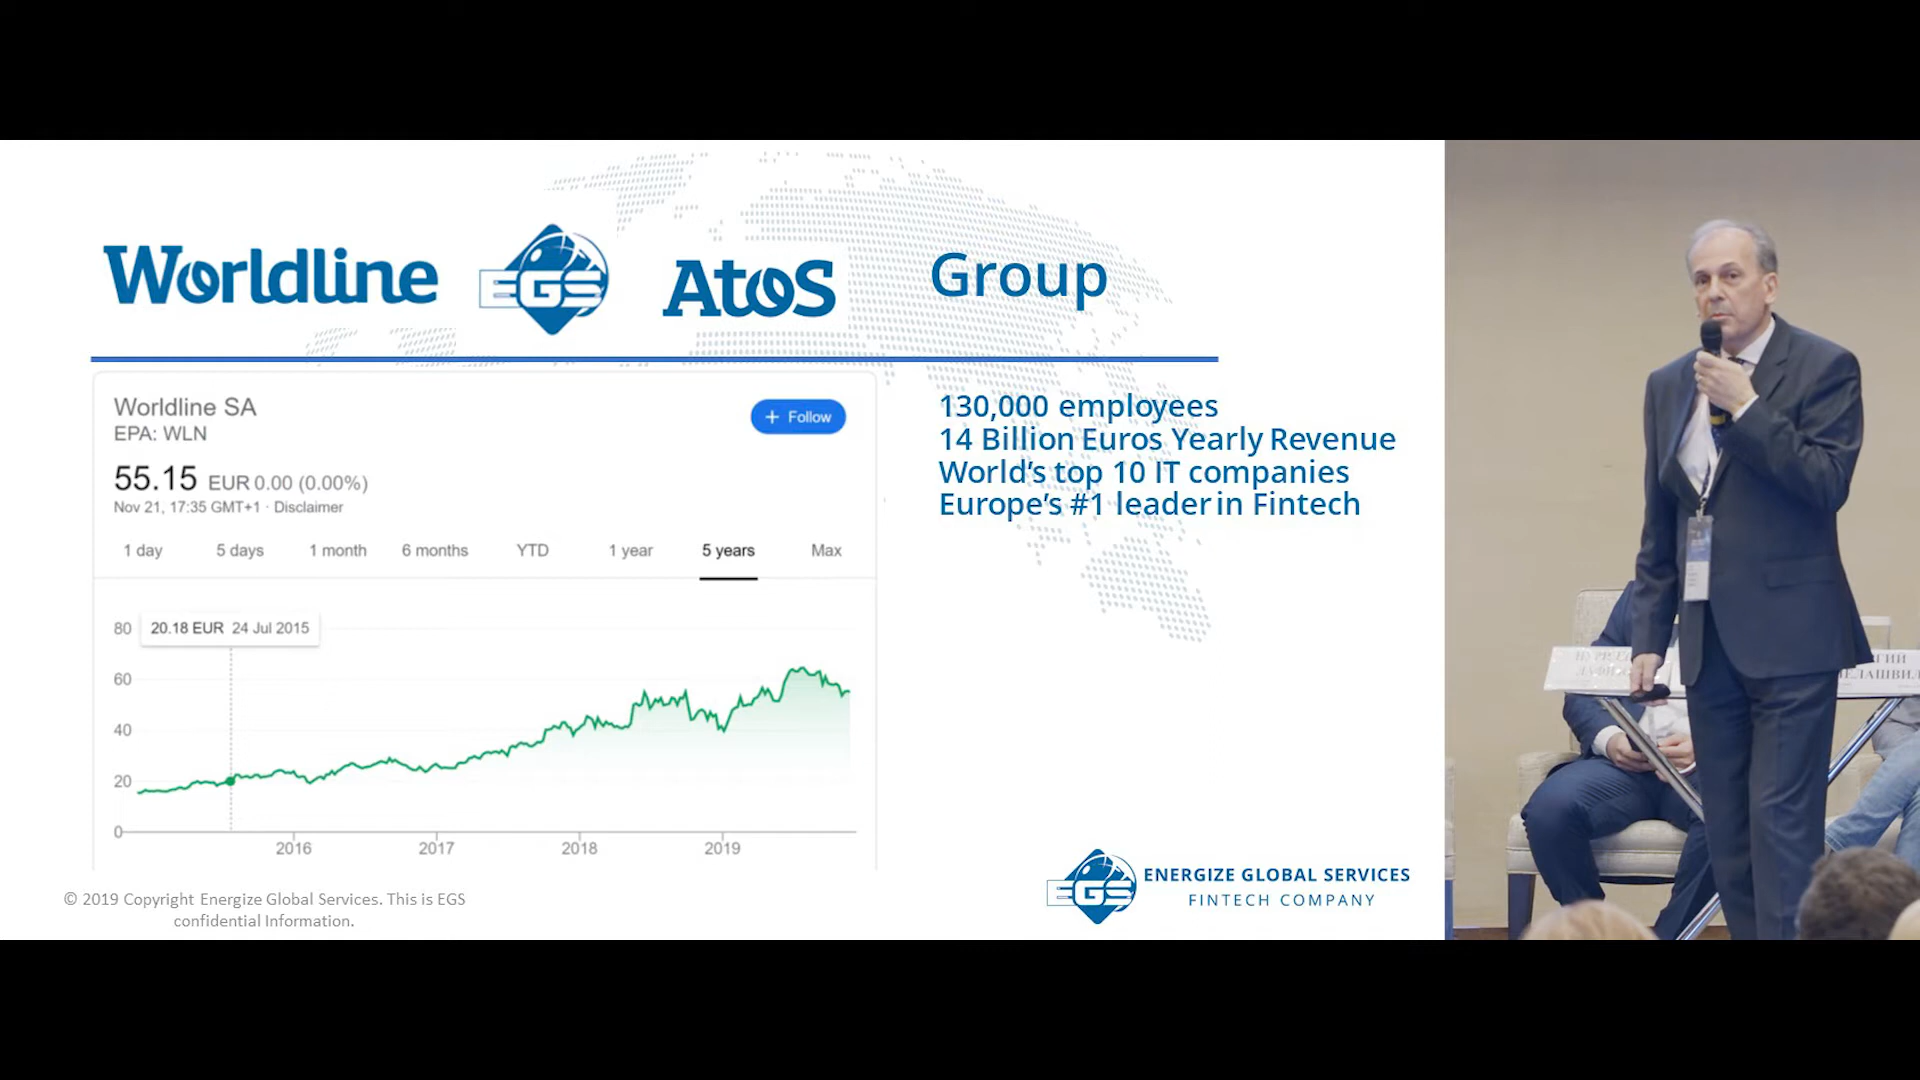 Worldline
EGS
Atos
Group
Worldline SA
EPA: WLN
+ Follow
55.15 EUR 0.00 (0.00%)
Nov 21, 17:35 GMT+1 · Disclaimer
1 day 5 days 1 month 6 months YTD 1 year 5 years Max
80
20.18 EUR 24 Jul 2015
60
40
20
0
2016 2017 2018 2019
130,000 employees
14 Billion Euros Yearly Revenue
World's top 10 IT companies
Europe's #1 leader in Fintech
© 2019 Copyright Energize Global Services. This is EGS
confidential Information.
EGS
ENERGIZE GLOBAL SERVICES
FINTECH COMPANY